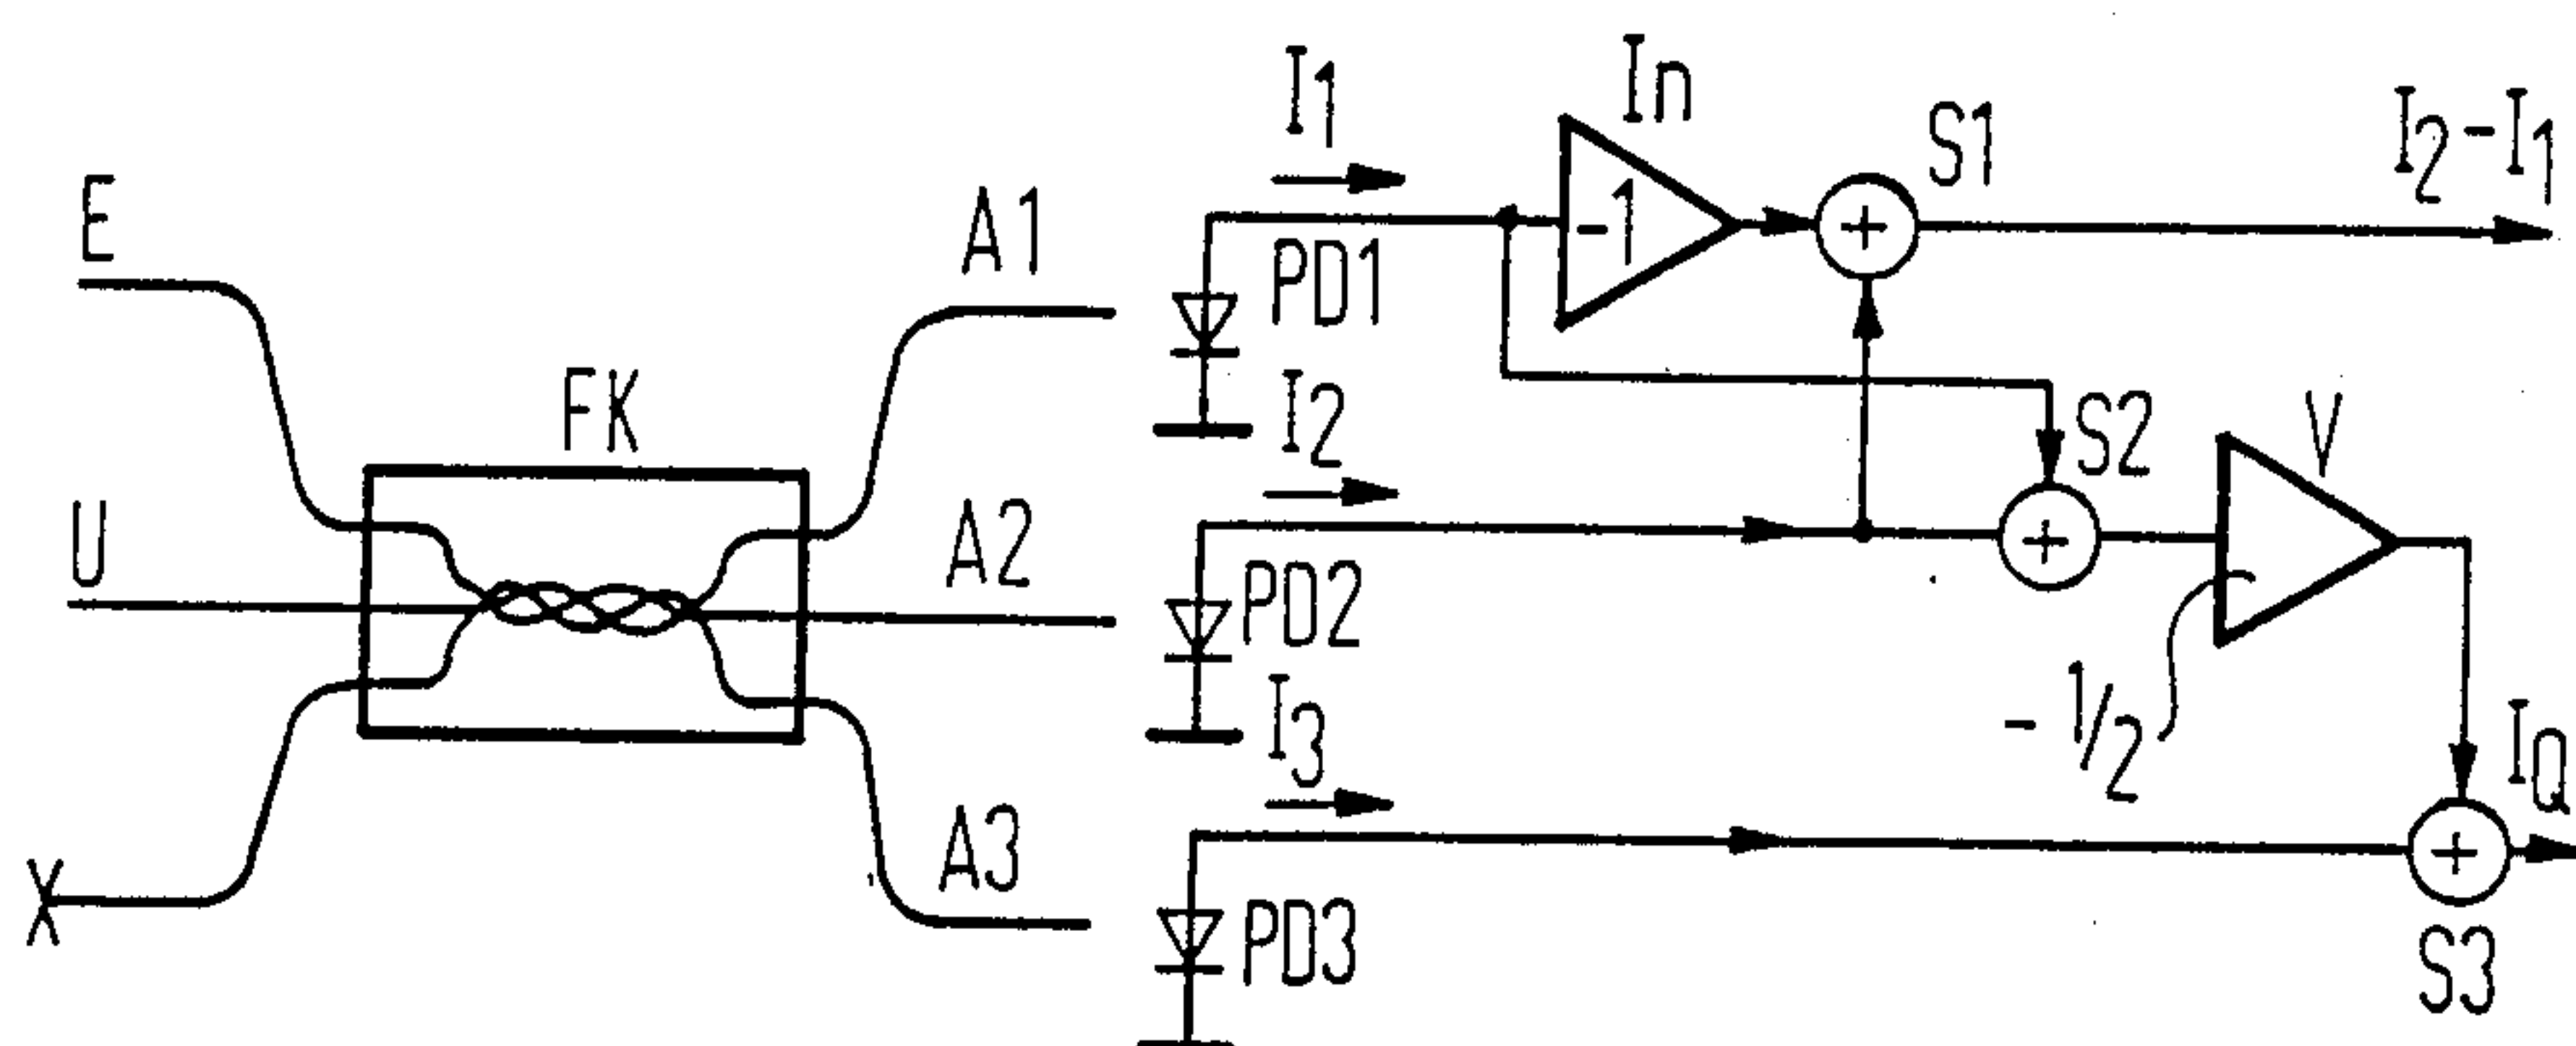 E
U
X
FK
A1
A2
A3
I1
PD1
I2
PD2
I3
PD3
In
-1
+
S1
I2-I1
+
S2
V
-1/2
+
S3
IQ